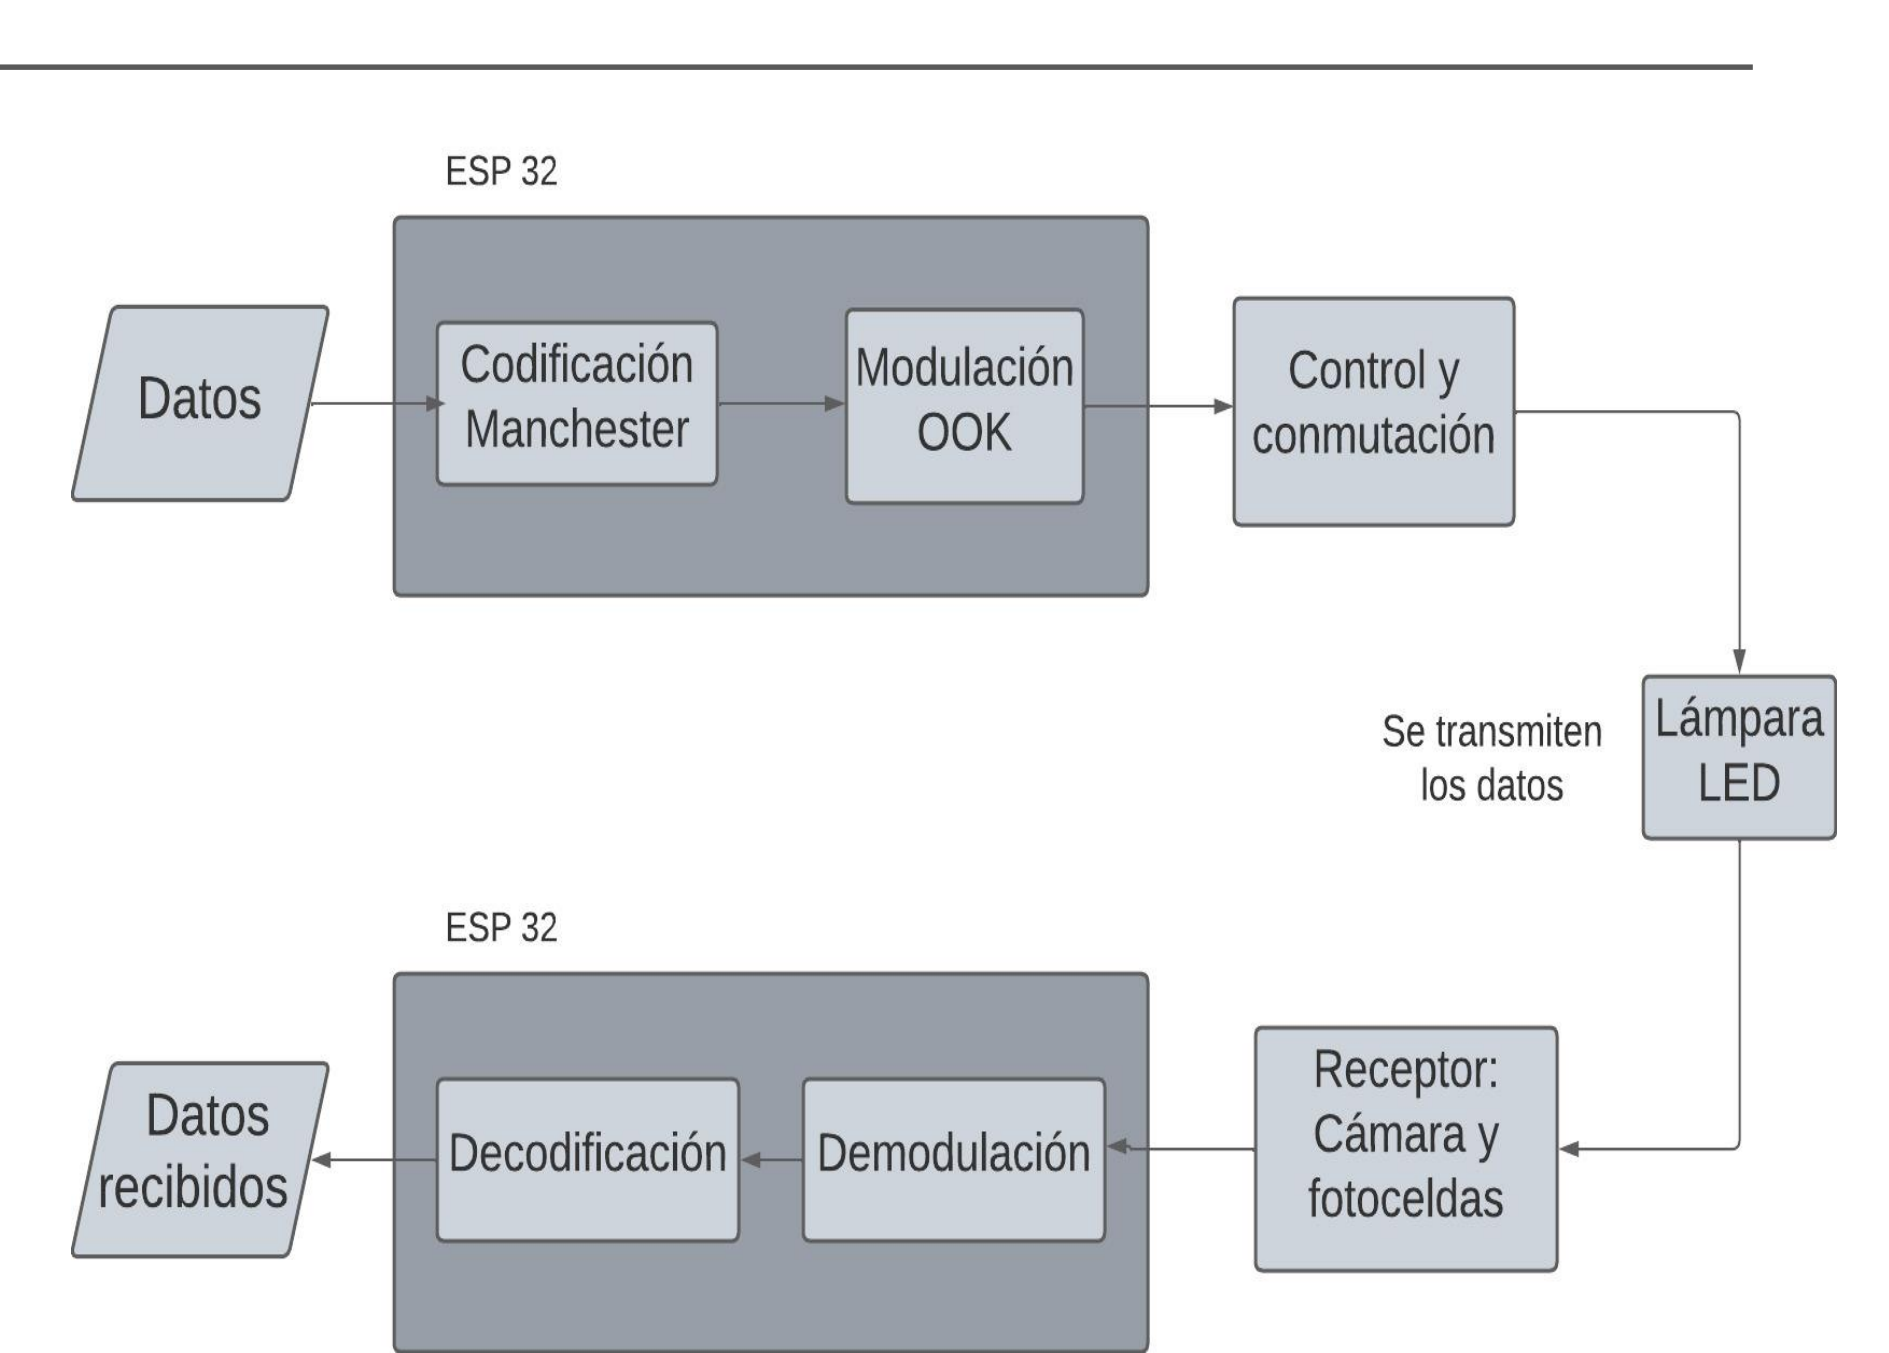 ESP 32
Datos
Codificación
Manchester
Modulación
OOK
Control y
conmutación
Se transmiten
los datos
Lámpara
LED
ESP 32
Datos
recibidos
Decodificación
Demodulación
Receptor:
Cámara y
fotoceldas